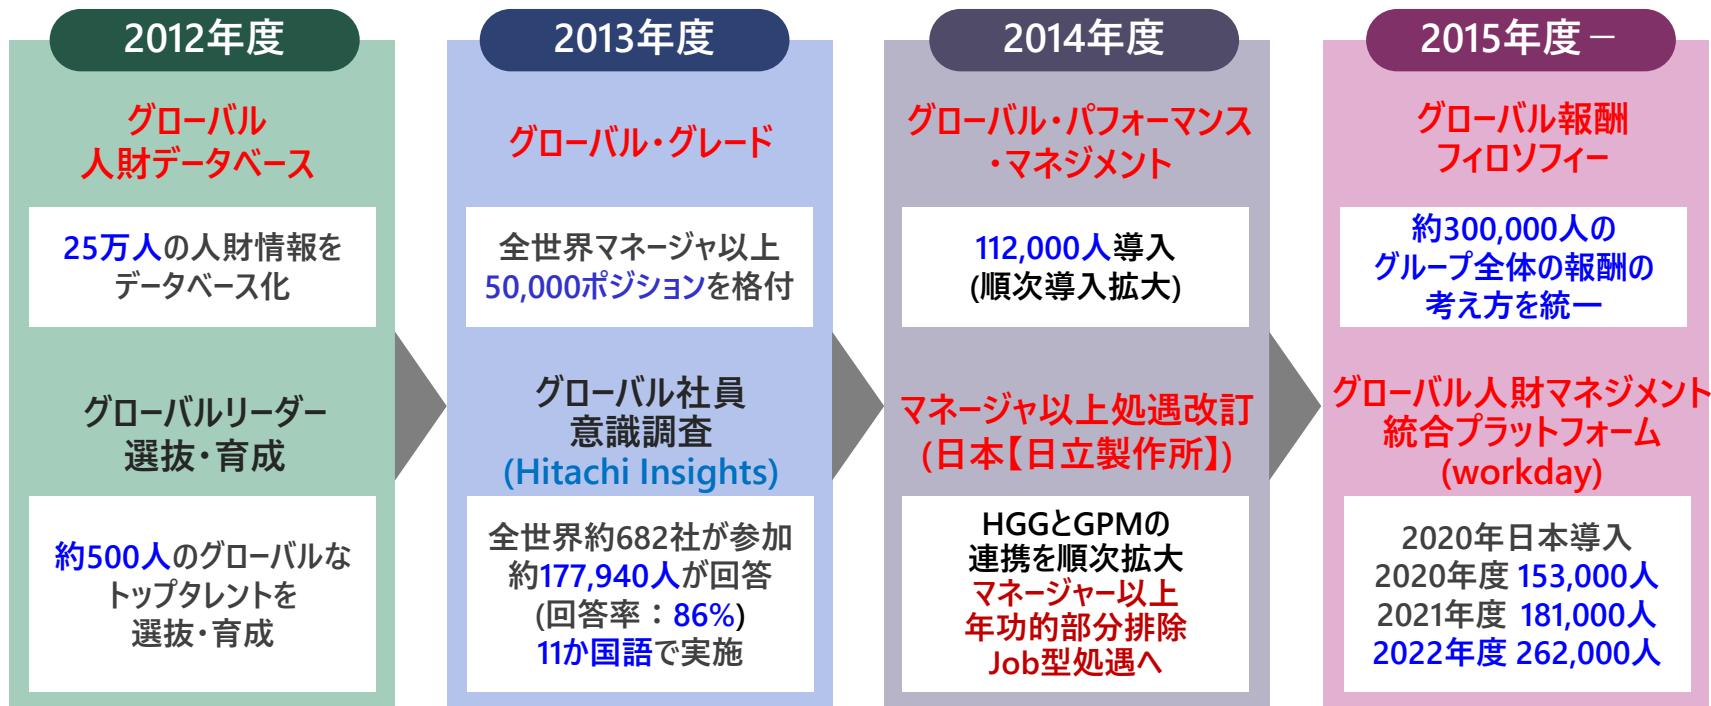 2012年度
グローバル
人財データベース
25万人の人財情報を
データベース化
グローバルリーダー
選抜・育成
約500人のグローバルな
トップタレントを
選抜・育成
2013年度
グローバル・グレード
全世界マネージャ以上
50,000ポジションを格付
グローバル社員
意識調査
(Hitachi Insights)
全世界約682社が参加
約177,940人が回答
(回答率：86%)
11か国語で実施
2014年度
グローバル・パフォーマンス
・マネジメント
112,000人導入
(順次導入拡大)
マネージャ以上処遇改訂
(日本【日立製作所】)
HGGとGPMの
連携を順次拡大
マネージャー以上
年功的部分排除
Job型処遇へ
2015年度－
グローバル報酬
フィロソフィー
約300,000人の
グループ全体の報酬の
考え方を統一
グローバル人財マネジメント
統合プラットフォーム
(workday)
2020年日本導入
2020年度 153,000人
2021年度 181,000人
2022年度 262,000人